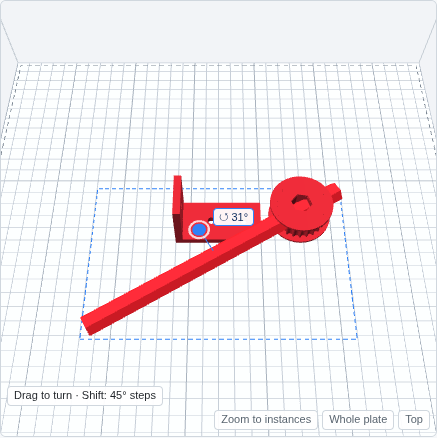 31°
Drag to turn · Shift: 45° steps
Zoom to instances
Whole plate
Top